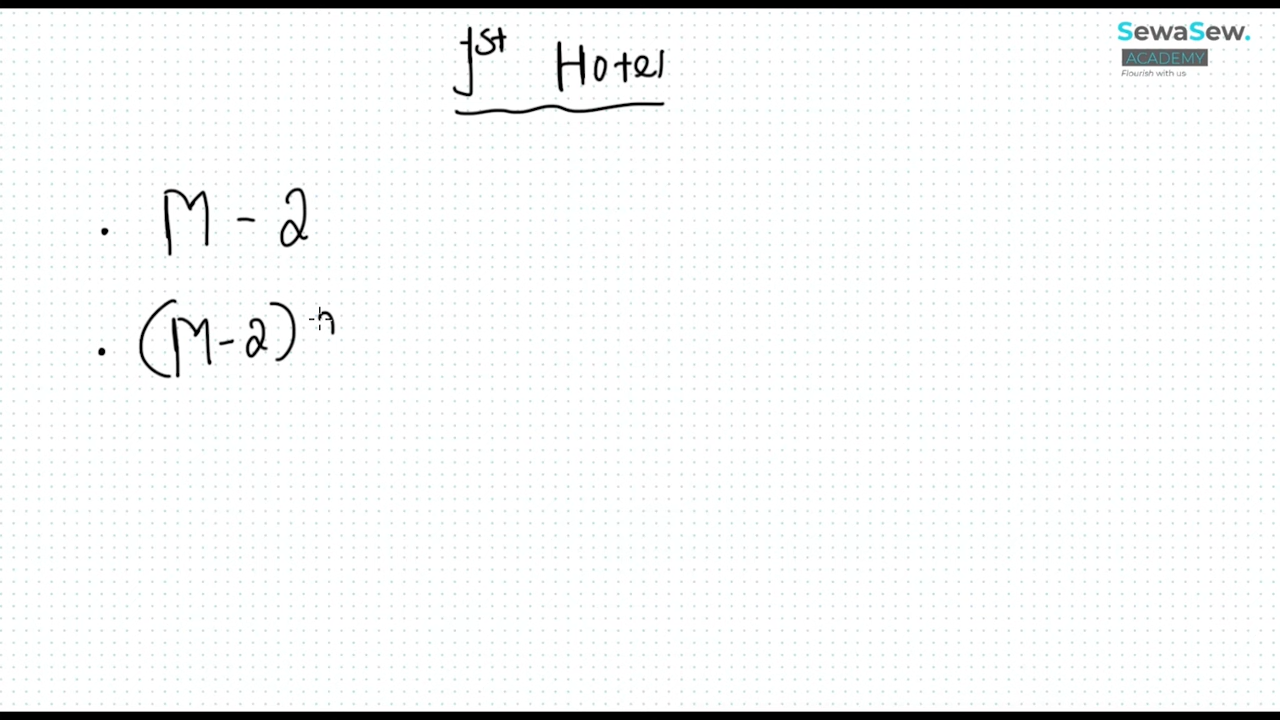 SewaSew.
ACADEMY
Flourish with us
1st Hotel
. M - 2
. (M-2)